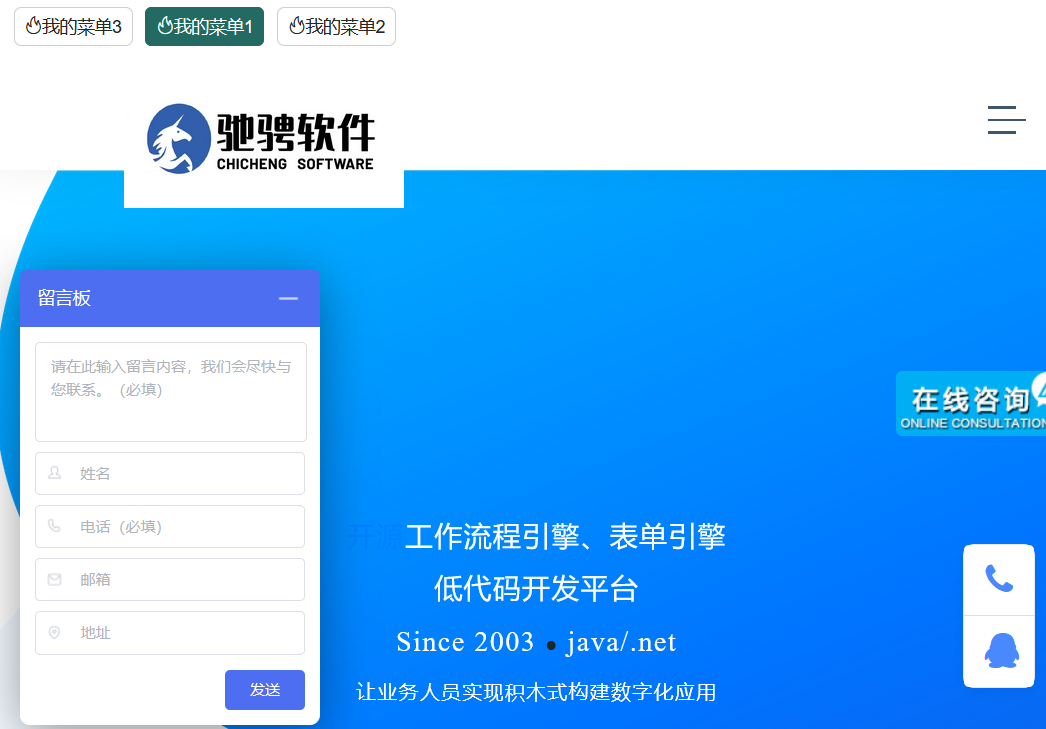 我的菜单3
我的菜单1
我的菜单2
驰骋软件
CHICHENG SOFTWARE
留言板
请在此输入留言内容，我们会尽快与
您联系。（必填）
姓名
电话（必填）
邮箱
地址
发送
在线咨询
ONLINE CONSULTATION
开源工作流程引擎、表单引擎
低代码开发平台
Since 2003 • java/.net
让业务人员实现积木式构建数字化应用